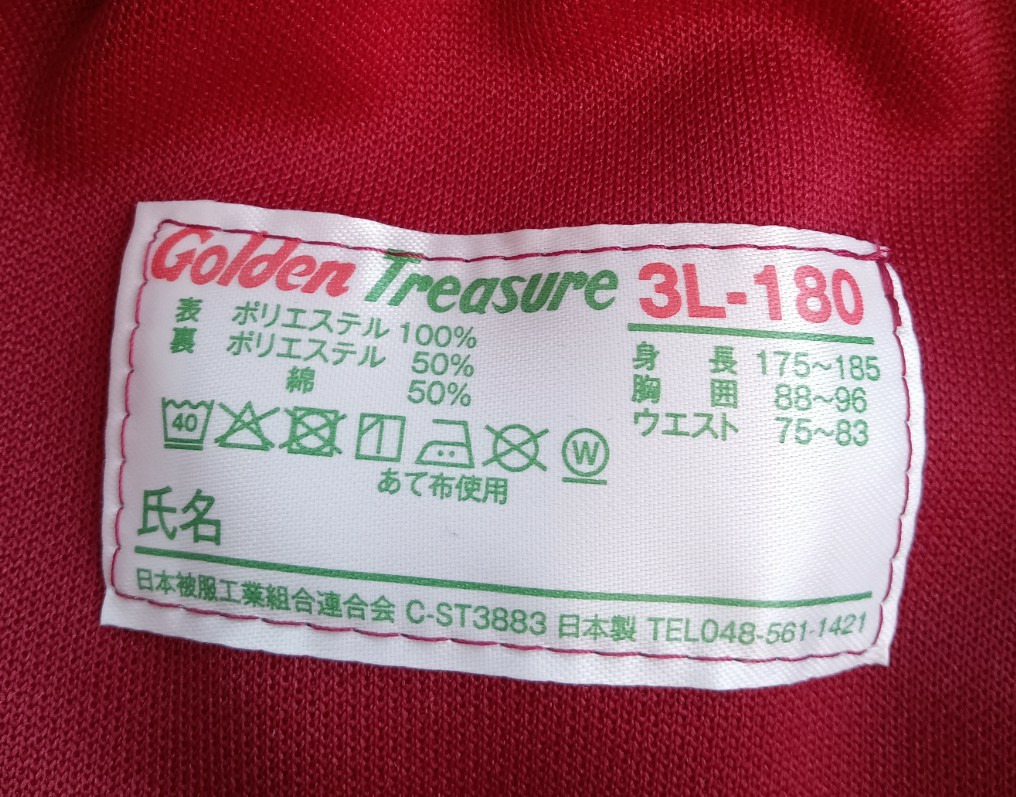 Golden Treasure 3L-180
表 ポリエステル 100%
裏 ポリエステル 50%
綿 50%
身長 175~185
胸囲 88~96
ウエスト 75~83
40
W
あて布使用
氏名
日本被服工業組合連合会 C-ST3883 日本製 TEL048-561-1421